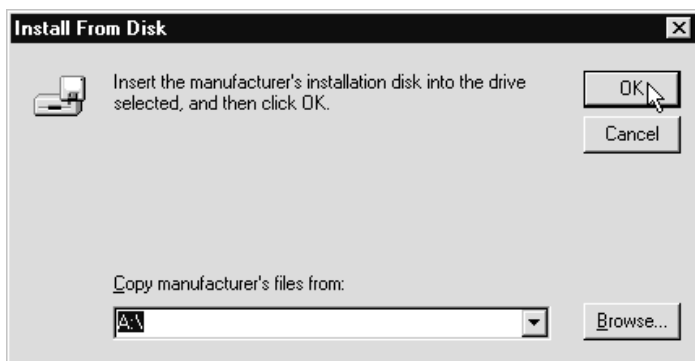 Install From Disk
Insert the manufacturer's installation disk into the drive
selected, and then click OK.
OK
Cancel
Copy manufacturer's files from:
A:\
Browse...